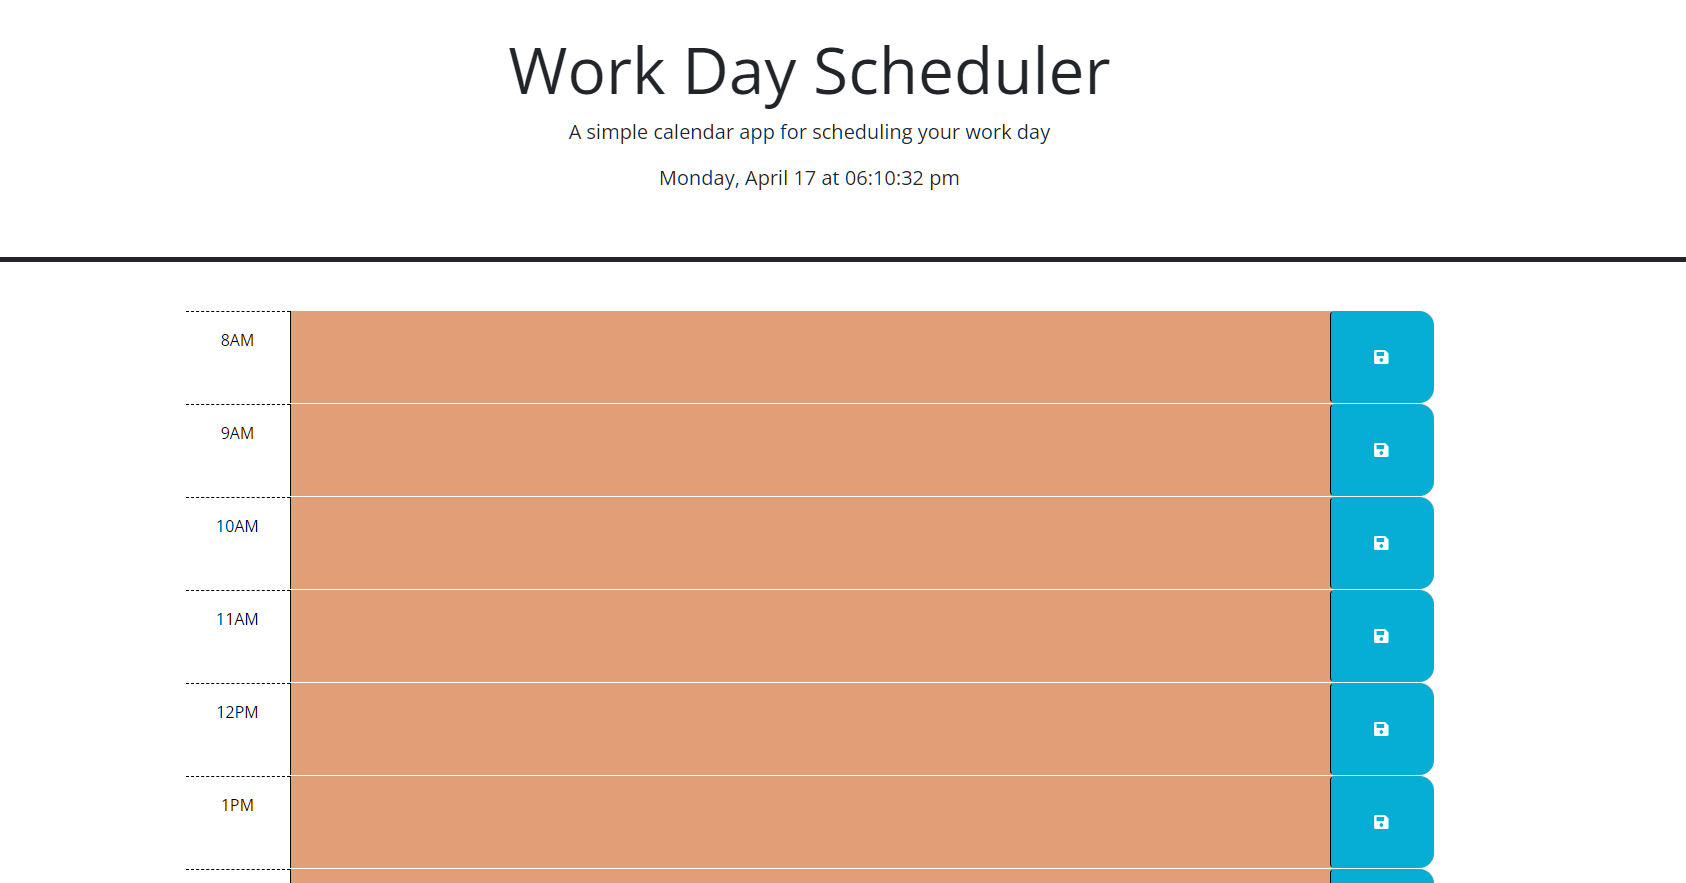 Work Day Scheduler
A simple calendar app for scheduling your work day
Monday, April 17 at 06:10:32 pm
8AM
9AM
10AM
11AM
12PM
1PM